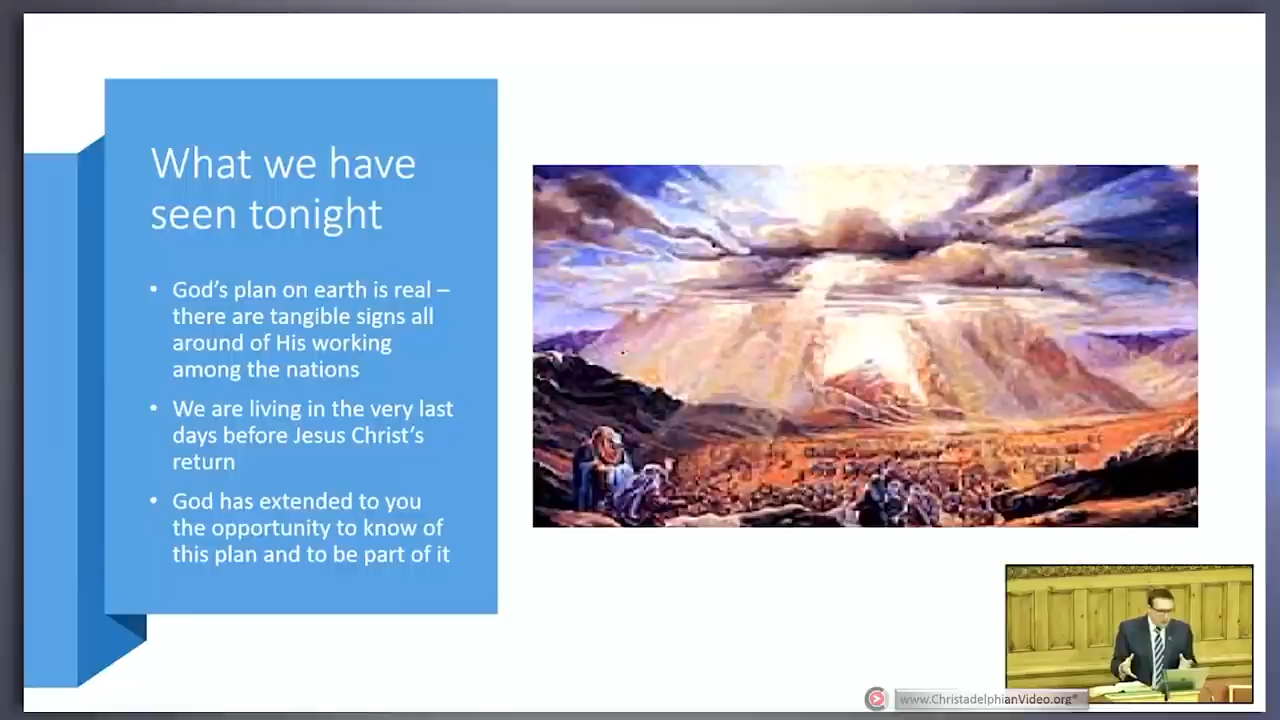 What we have
seen tonight
• God's plan on earth is real –
there are tangible signs all
around of His working
among the nations
• We are living in the very last
days before Jesus Christ's
return
• God has extended to you
the opportunity to know of
this plan and to be part of it
www.ChristadelphianVideo.org®